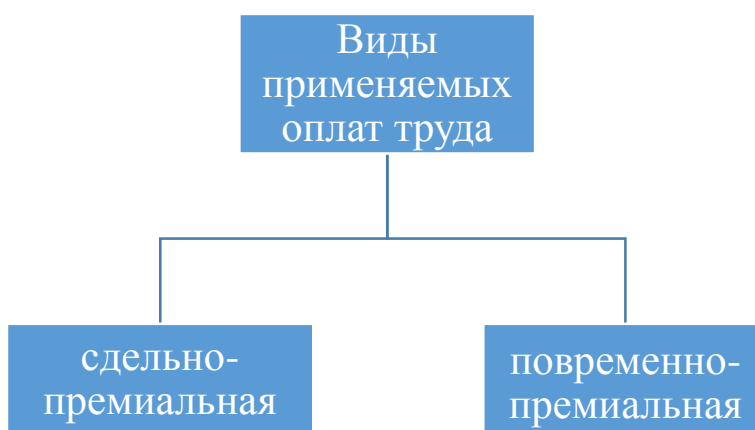 Виды
применяемых
оплат труда
сдельно-
премиальная
повременно-
премиальная